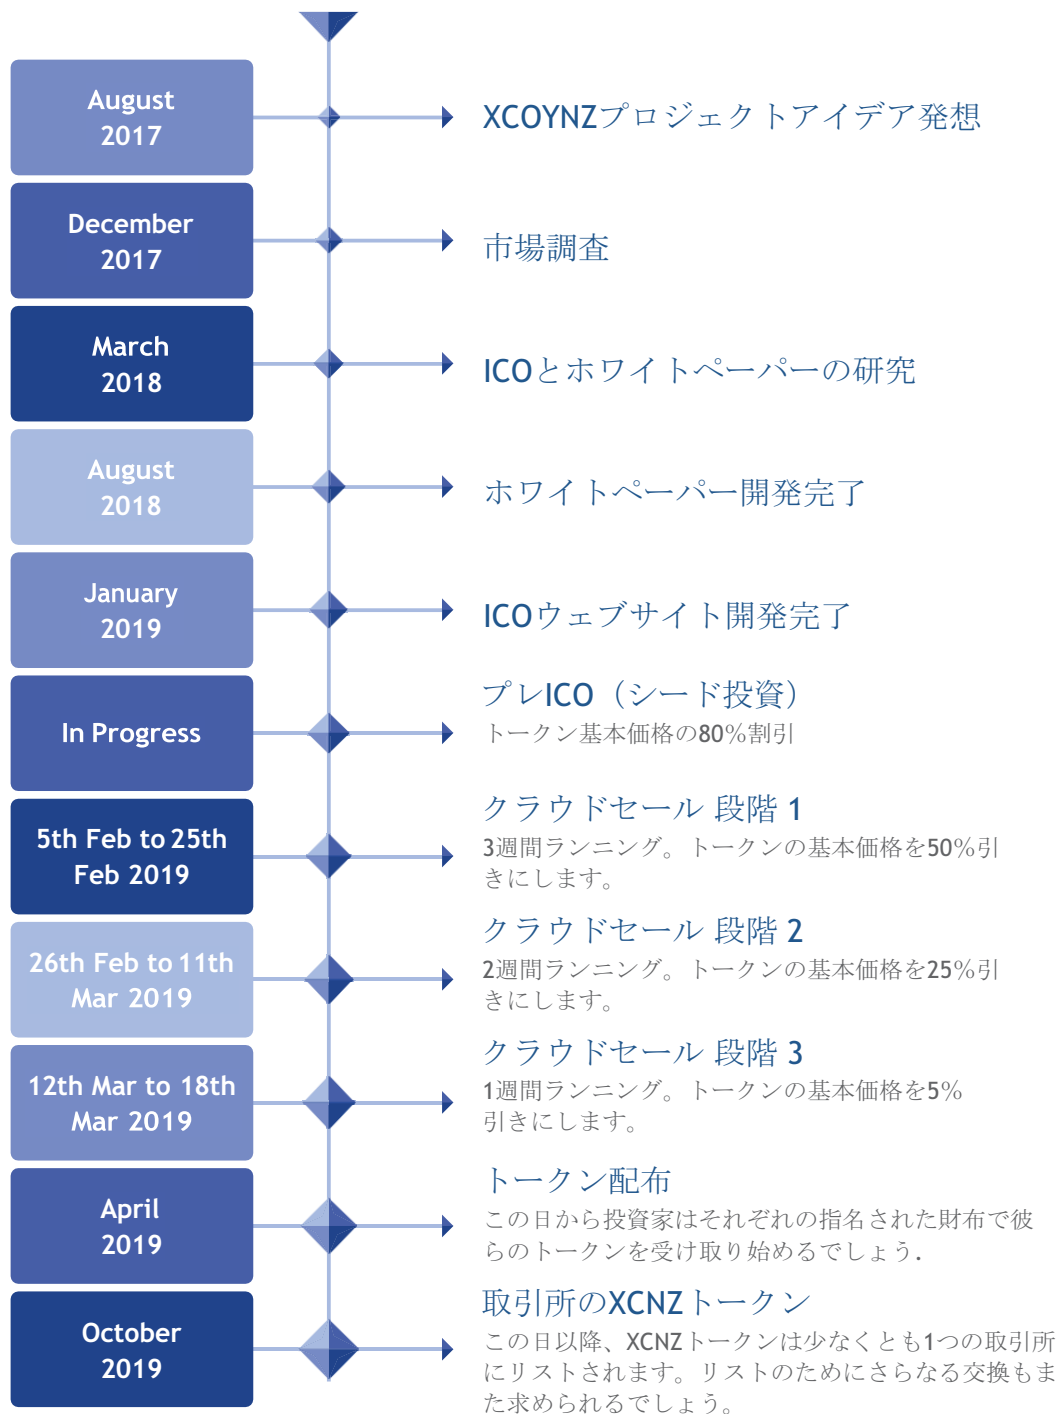 August
2017
XCOYNZプロジェクトアイデア発想
December
2017
市場調査
March
2018
ICOとホワイトペーパーの研究
August
2018
ホワイトペーパー開発完了
January
2019
ICOウェブサイト開発完了
In Progress
プレICO（シード投資）
トークン基本価格の80％割引
5th Feb to 25th
Feb 2019
クラウドセール 段階 1
3週間ランニング。トークンの基本価格を50％引
きにします。
26th Feb to 11th
Mar 2019
クラウドセール 段階 2
2週間ランニング。トークンの基本価格を25％引
きにします。
12th Mar to 18th
Mar 2019
クラウドセール 段階 3
1週間ランニング。トークンの基本価格を5％
引きにします。
April
2019
トークン配布
この日から投資家はそれぞれの指名された財布で彼
らのトークンを受け取り始めるでしょう.
October
2019
取引所のXCNZトークン
この日以降、XCNZトークンは少なくとも1つの取引所
にリストされます。リストのためにさらなる交換もま
た求められるでしょう。